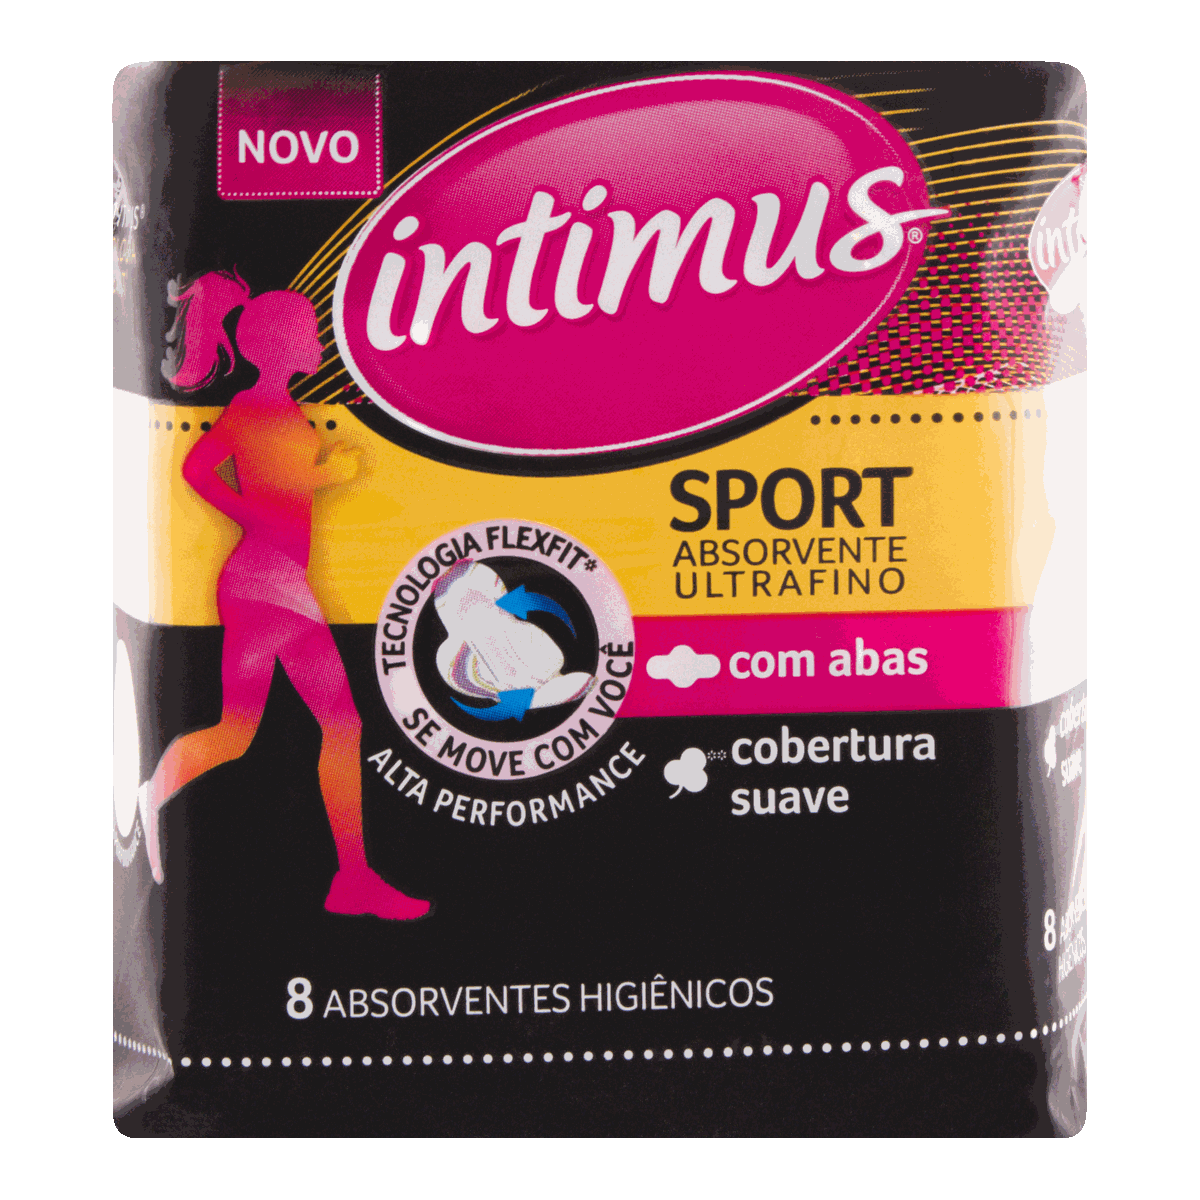 NOVO
intimus®
SPORT
ABSORVENTE
ULTRAFINO
TECNOLOGIA FLEXFIT*
SE MOVE COM VOCÊ
ALTA PERFORMANCE
com abas
cobertura
suave
8 ABSORVENTES HIGIÊNICOS
8